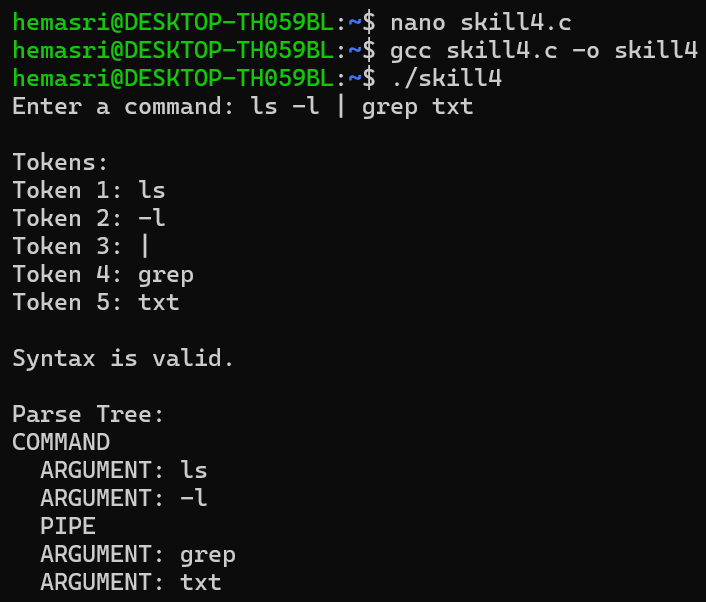 hemasri@DESKTOP-TH059BL:~$ nano skill4.c
hemasri@DESKTOP-TH059BL:~$ gcc skill4.c -o skill4
hemasri@DESKTOP-TH059BL:~$ ./skill4
Enter a command: ls -l | grep txt

Tokens:
Token 1: ls
Token 2: -l
Token 3: |
Token 4: grep
Token 5: txt

Syntax is valid.

Parse Tree:
COMMAND
  ARGUMENT: ls
  ARGUMENT: -l
  PIPE
  ARGUMENT: grep
  ARGUMENT: txt